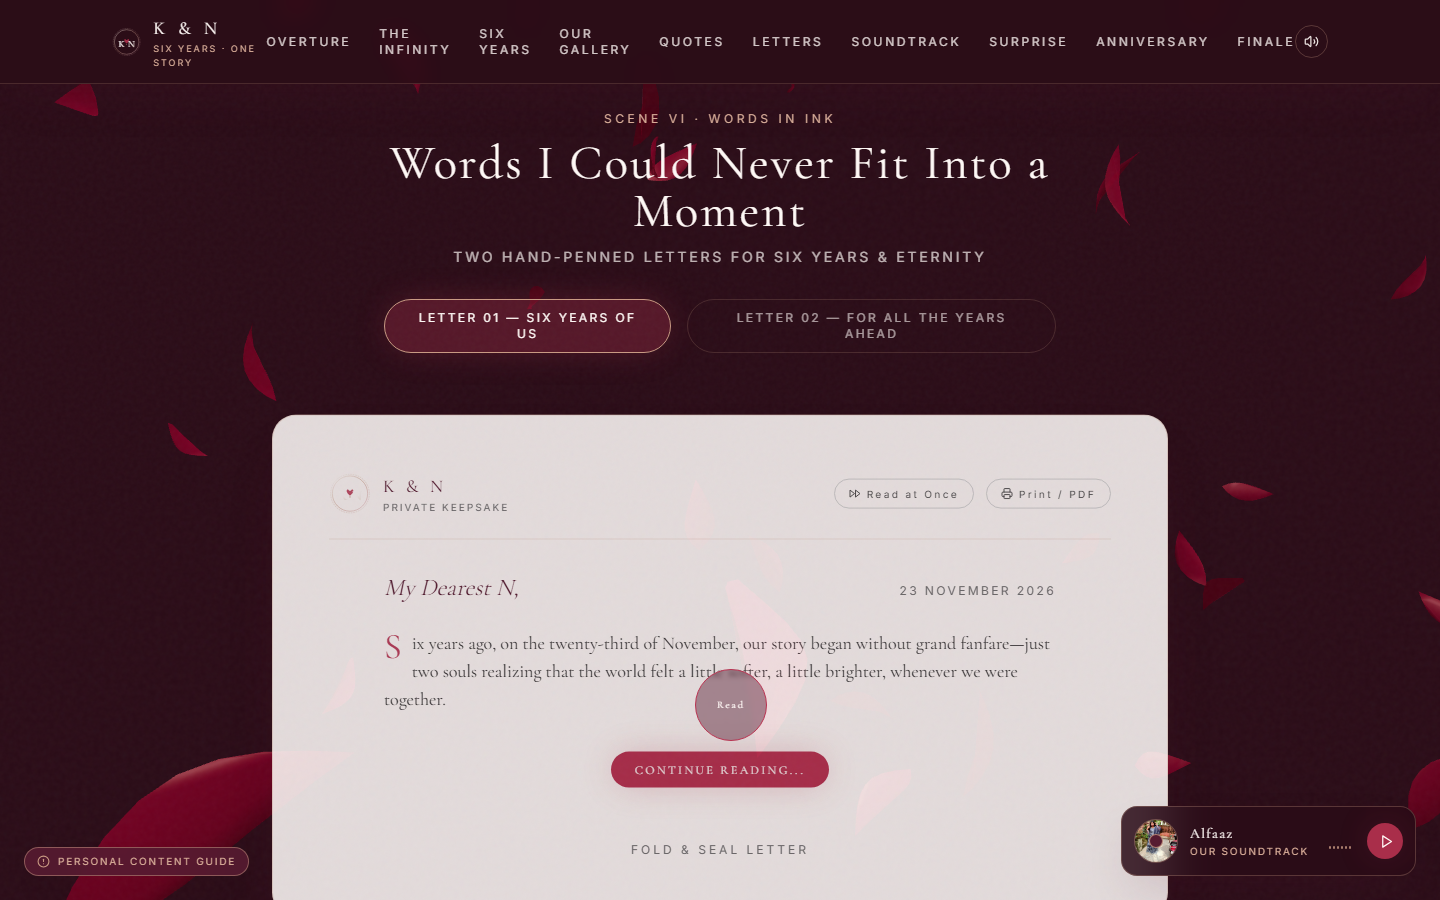 K & N
SIX YEARS · ONE
STORY
OVERTURE
THE
INFINITY
SIX
YEARS
OUR
GALLERY
QUOTES
LETTERS
SOUNDTRACK
SURPRISE
ANNIVERSARY
FINALE
SCENE VI · WORDS IN INK
Words I Could Never Fit Into a
Moment
TWO HAND-PENNED LETTERS FOR SIX YEARS & ETERNITY
LETTER 01 — SIX YEARS OF
US
LETTER 02 — FOR ALL THE YEARS
AHEAD
K & N
PRIVATE KEEPSAKE
Read at Once
Print / PDF
My Dearest N,
23 NOVEMBER 2026
Six years ago, on the twenty-third of November, our story began without grand fanfare—just
two souls realizing that the world felt a little softer, a little brighter, whenever we were
together.
Read
CONTINUE READING...
FOLD & SEAL LETTER
PERSONAL CONTENT GUIDE
Alfaaz
OUR SOUNDTRACK